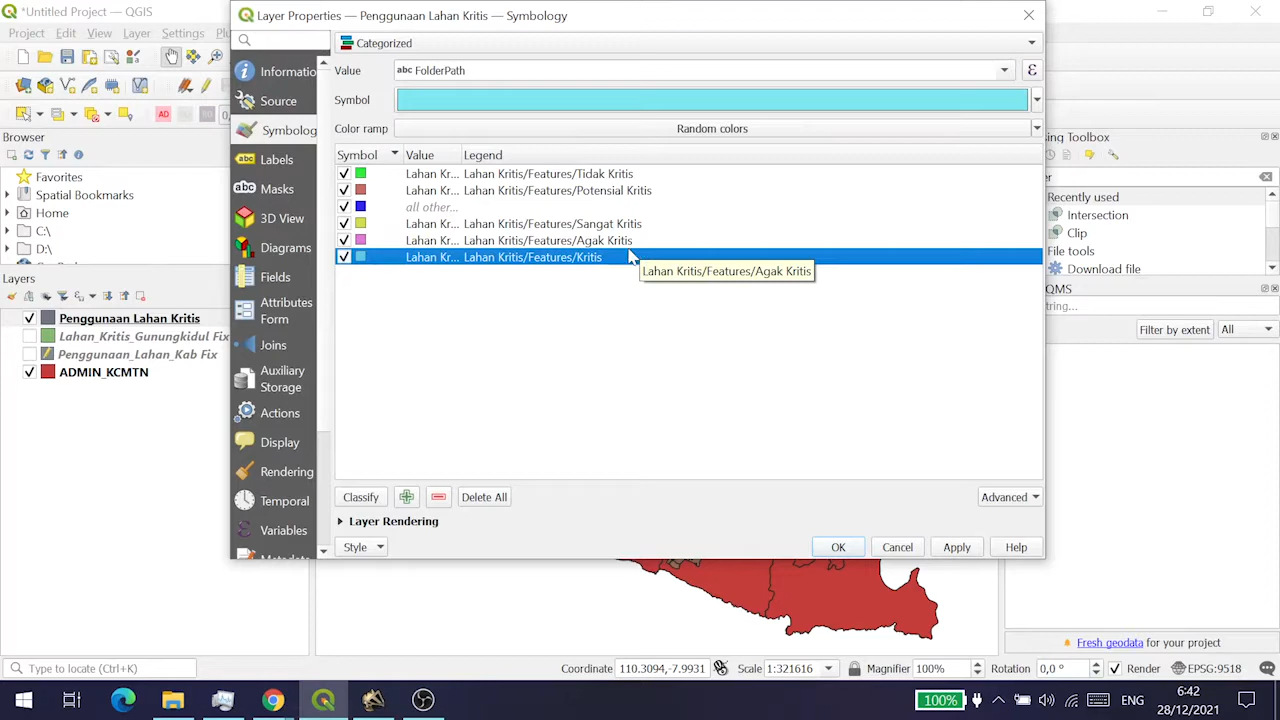 *Untitled Project — QGIS
Project Edit View Layer Settings
Browser
Favorites
Spatial Bookmarks
Home
C:\
D:\
Layers
Penggunaan Lahan Kritis
Lahan_Kritis_Gunungkidul Fix
Penggunaan_Lahan_Kab Fix
ADMIN_KCMTN
Layer Properties — Penggunaan Lahan Kritis — Symbology
Informatio
Source
Symbolog
Labels
Masks
3D View
Diagrams
Fields
Attributes
Form
Joins
Auxiliary
Storage
Actions
Display
Rendering
Temporal
Variables
Categorized
Value abc FolderPath ε
Symbol
Color ramp Random colors
Symbol Value Legend
Lahan Kr... Lahan Kritis/Features/Tidak Kritis
Lahan Kr... Lahan Kritis/Features/Potensial Kritis
all other...
Lahan Kr... Lahan Kritis/Features/Sangat Kritis
Lahan Kr... Lahan Kritis/Features/Agak Kritis
Lahan Kr... Lahan Kritis/Features/Kritis
Lahan Kritis/Features/Agak Kritis
Classify Delete All Advanced
Layer Rendering
Style OK Cancel Apply Help
ing Toolbox
Recently used
Intersection
Clip
File tools
Download file
QMS
tring...
Filter by extent All
Fresh geodata for your project
Type to locate (Ctrl+K) Coordinate 110.3094,-7.9931 Scale 1:321616 Magnifier 100% Rotation 0,0 ° Render EPSG:9518
100% ENG 6:42
28/12/2021